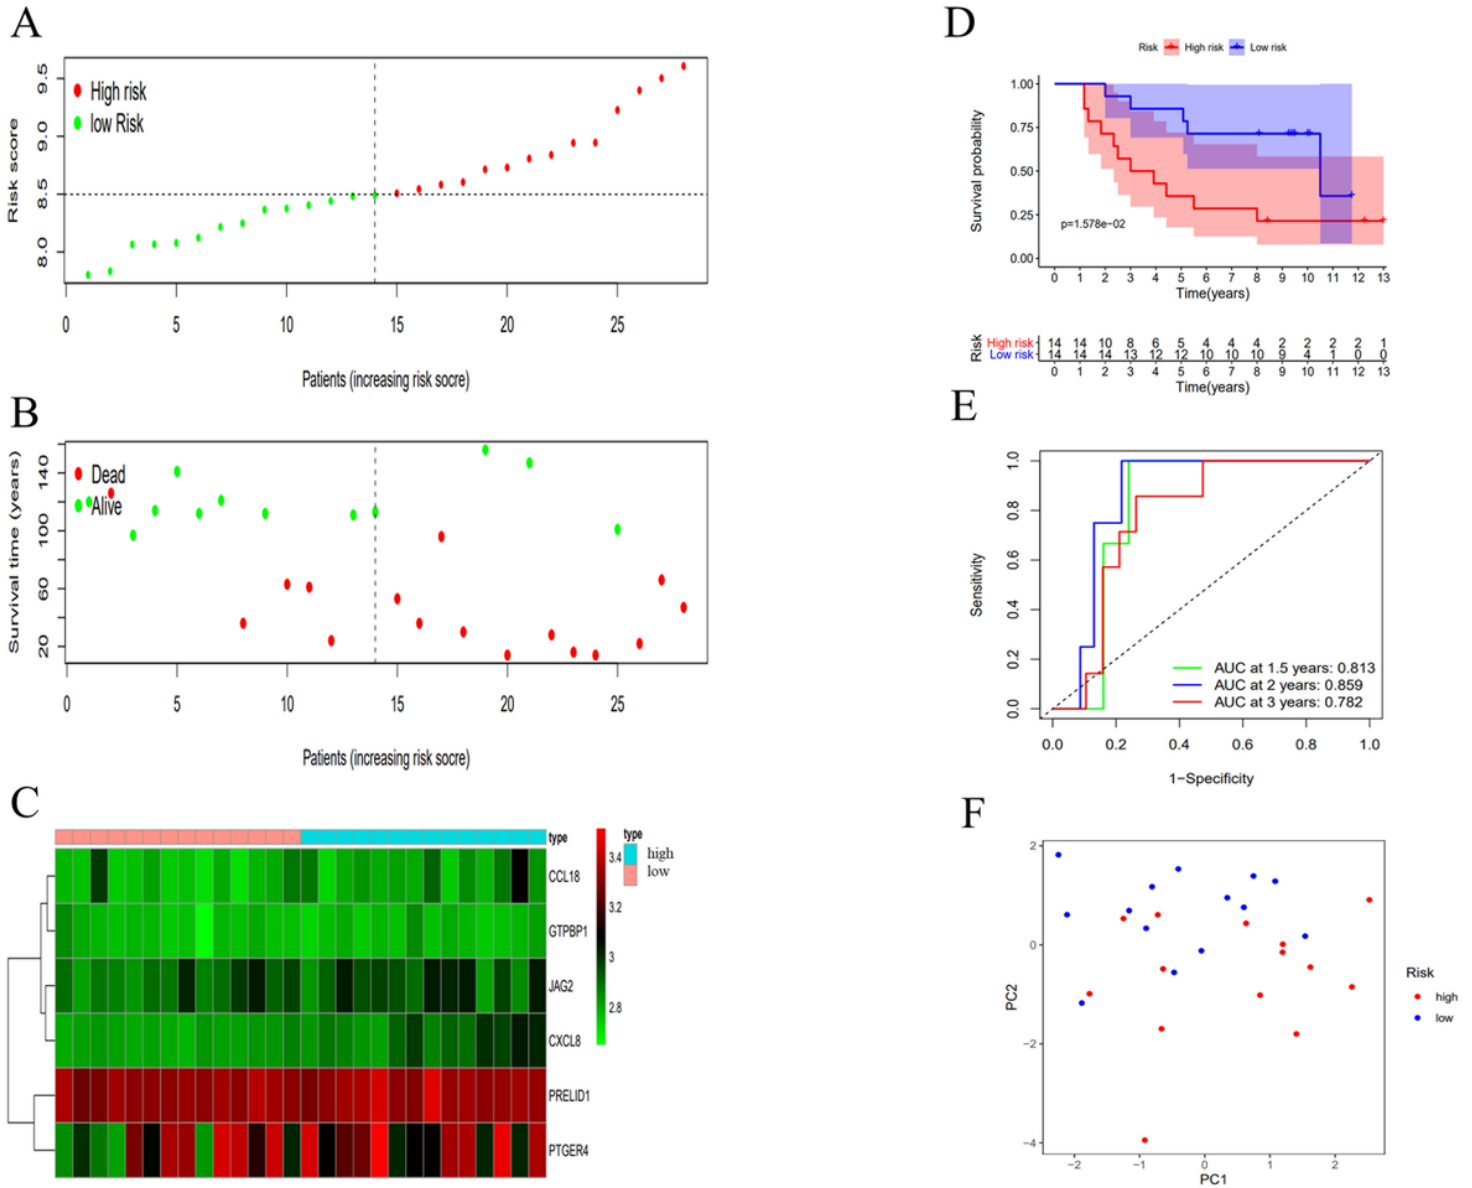 A
Risk score
9.5
9.0
8.5
8.0
High risk
low Risk
0 5 10 15 20 25
Patients (increasing risk socre)
B
Survival time (years)
140
100
60
20
Dead
Alive
0 5 10 15 20 25
Patients (increasing risk socre)
C
type
CCL18
GTPBP1
JAG2
CXCL8
PRELID1
PTGER4
3.4
3.2
3
2.8
type
high
low
D
Risk High risk Low risk
Survival probability
1.00
0.75
0.50
0.25
0.00
p=1.578e−02
0 1 2 3 4 5 6 7 8 9 10 11 12 13
Time(years)
Risk
High risk 14 14 10 8 6 5 4 4 4 2 2 2 2 1
Low risk 14 14 14 13 12 12 10 10 10 9 4 1 0 0
0 1 2 3 4 5 6 7 8 9 10 11 12 13
Time(years)
E
Sensitivity
1.0
0.8
0.6
0.4
0.2
0.0
AUC at 1.5 years: 0.813
AUC at 2 years: 0.859
AUC at 3 years: 0.782
0.0 0.2 0.4 0.6 0.8 1.0
1−Specificity
F
PC2
2
0
−2
−4
−2 −1 0 1 2
PC1
Risk
high
low